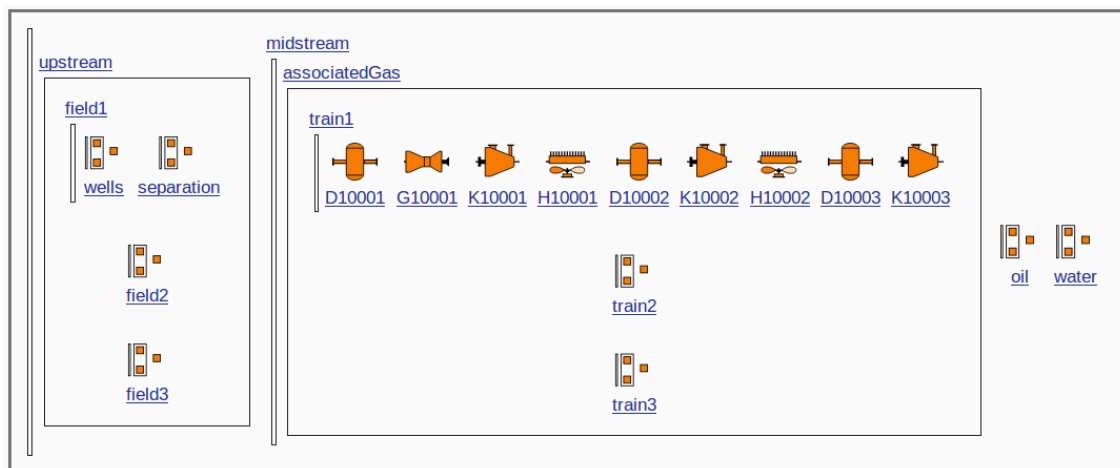 midstream
upstream
associatedGas
field1
train1
wells separation
D10001 G10001 K10001 H10001 D10002 K10002 H10002 D10003 K10003
oil water
field2
train2
field3
train3